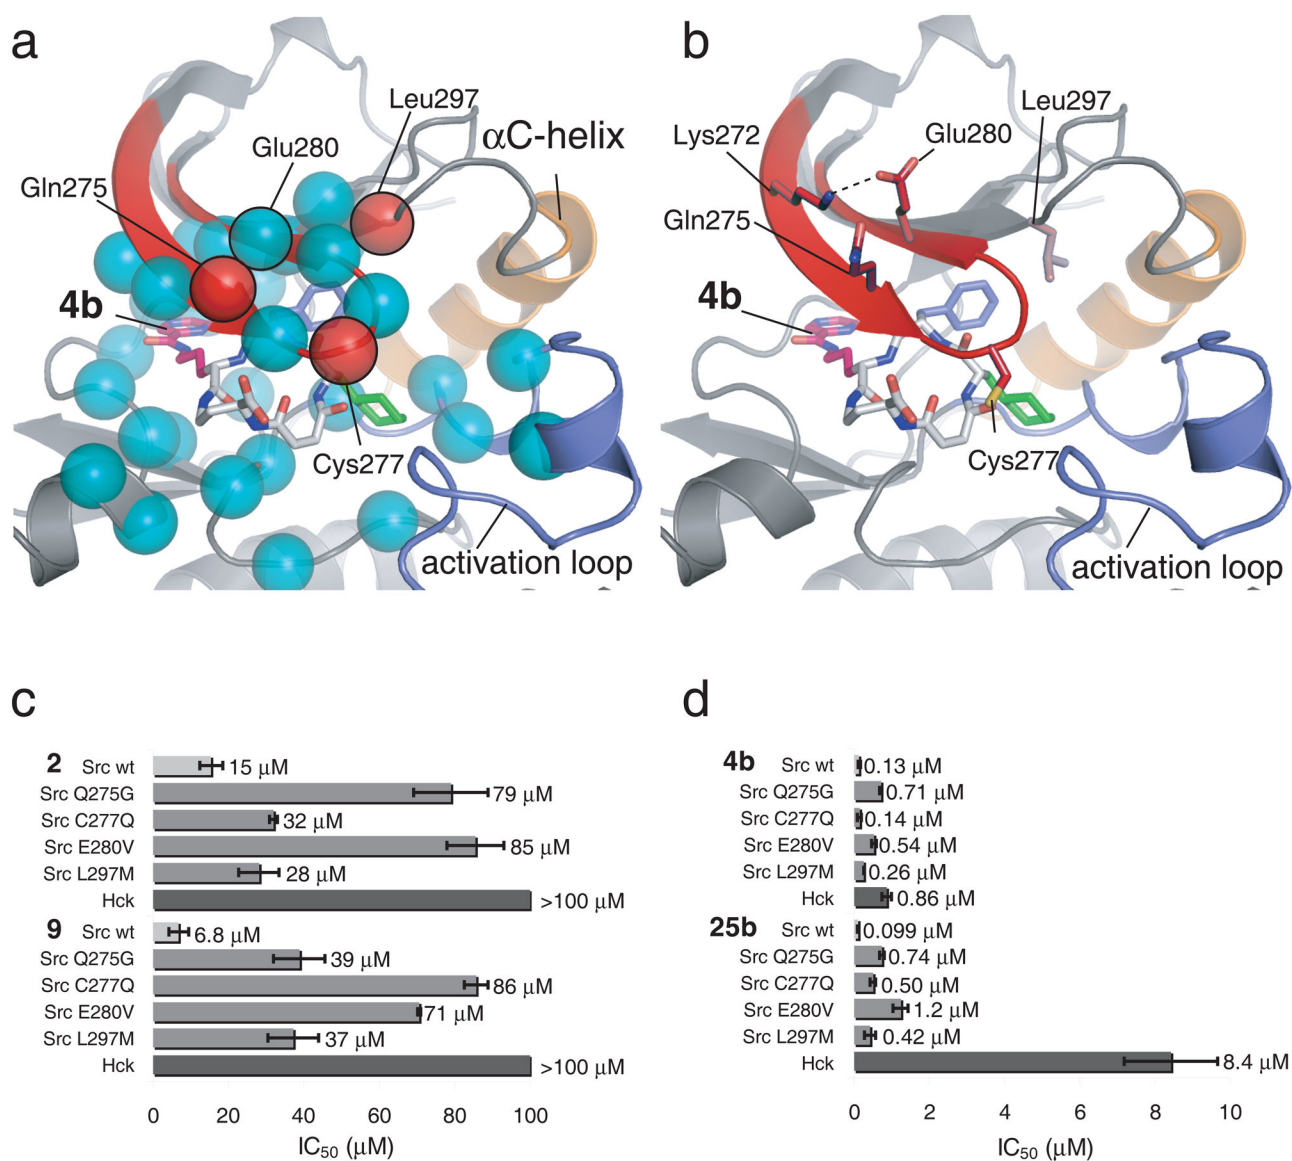 a
Leu297
αC-helix
Glu280
Gln275
4b
Cys277
activation loop
b
Leu297
Lys272
Glu280
Gln275
4b
Cys277
activation loop
c
2 Src wt 15 μM
Src Q275G 79 μM
Src C277Q 32 μM
Src E280V 85 μM
Src L297M 28 μM
Hck >100 μM
9 Src wt 6.8 μM
Src Q275G 39 μM
Src C277Q 86 μM
Src E280V 71 μM
Src L297M 37 μM
Hck >100 μM
0 20 40 60 80 100
IC50 (μM)
d
4b Src wt 0.13 μM
Src Q275G 0.71 μM
Src C277Q 0.14 μM
Src E280V 0.54 μM
Src L297M 0.26 μM
Hck 0.86 μM
25b Src wt 0.099 μM
Src Q275G 0.74 μM
Src C277Q 0.50 μM
Src E280V 1.2 μM
Src L297M 0.42 μM
Hck 8.4 μM
0 2 4 6 8 10
IC50 (μM)